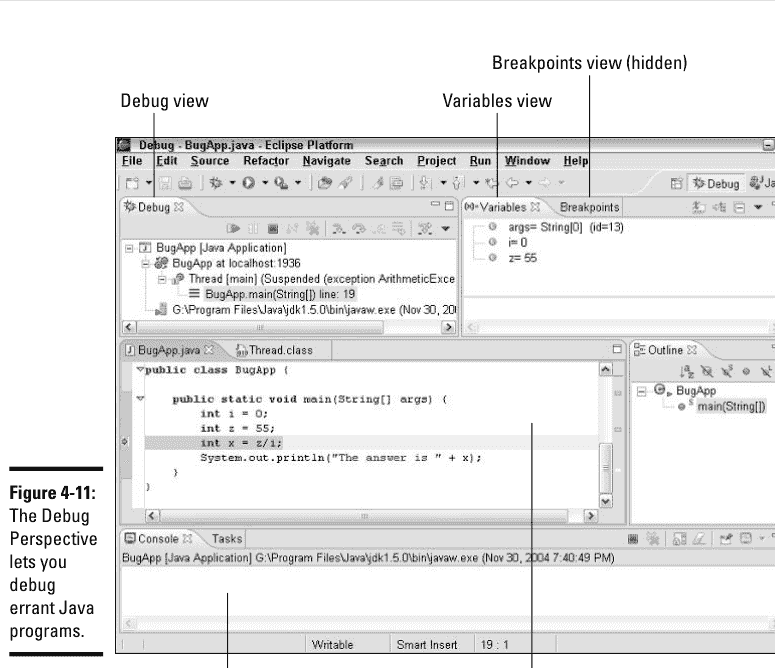 Breakpoints view (hidden)
Debug view
Variables view
Debug - BugApp.java - Eclipse Platform
File Edit Source Refactor Navigate Search Project Run Window Help
Debug
Ja
Debug
BugApp [Java Application]
BugApp at localhost:1936
Thread [main] (Suspended (exception ArithmeticExce
BugApp.main(String[]) line: 19
G:\Program Files\Java\jdk1.5.0\bin\javaw.exe (Nov 30, 20
Variables Breakpoints
args= String[0] (id=13)
i= 0
z= 55
BugApp.java Thread.class
public class BugApp {
public static void main(String[] args) {
int i = 0;
int z = 55;
int x = z/i;
System.out.println("The answer is " + x);
}
}
Outline
BugApp
main(String[])
Console Tasks
BugApp [Java Application] G:\Program Files\Java\jdk1.5.0\bin\javaw.exe (Nov 30, 2004 7:40:49 PM)
Writable Smart Insert 19 : 1
Figure 4-11:
The Debug
Perspective
lets you
debug
errant Java
programs.